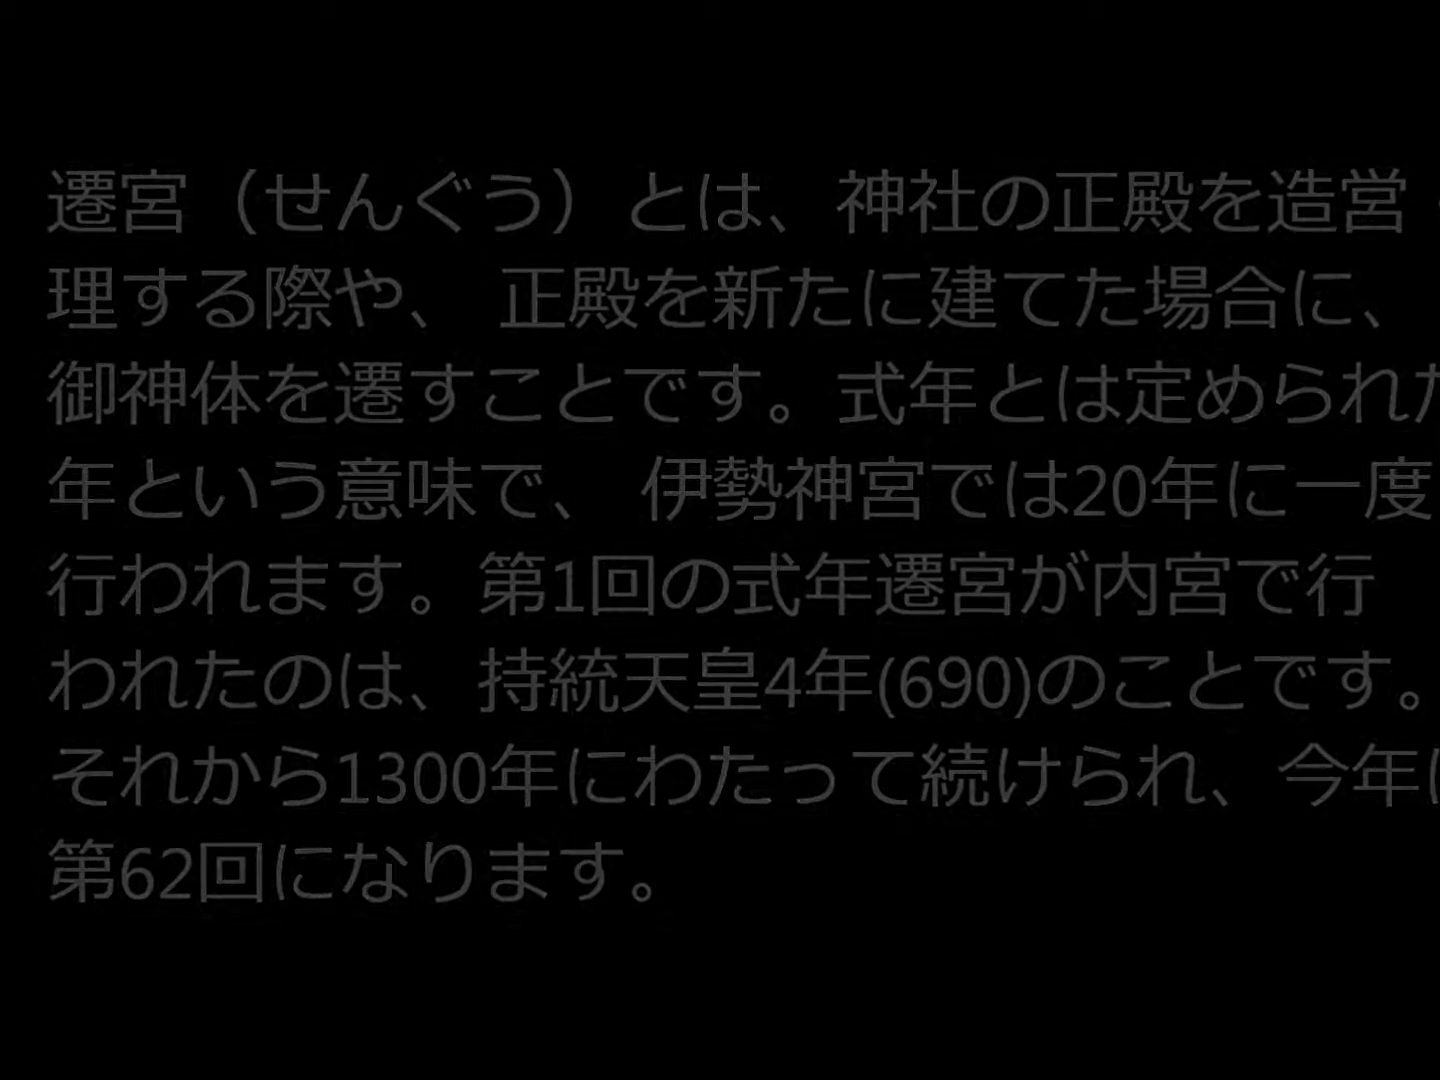 遷宮（せんぐう）とは、神社の正殿を造営
理する際や、 正殿を新たに建てた場合に、
御神体を遷すことです。式年とは定められた
年という意味で、 伊勢神宮では20年に一度
行われます。第1回の式年遷宮が内宮で行
われたのは、持統天皇4年(690)のことです。
それから1300年にわたって続けられ、今年は
第62回になります。